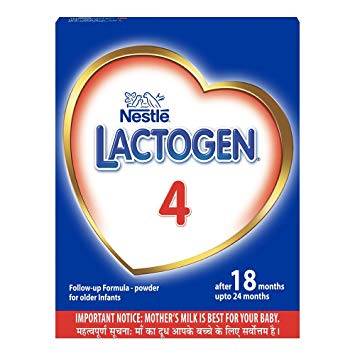 Nestlé
LACTOGEN®
4
Follow-up Formula - powder
for older Infants
after 18 months
upto 24 months
IMPORTANT NOTICE: MOTHER'S MILK IS BEST FOR YOUR BABY.
महत्वपूर्ण सूचना: माँ का दूध आपके बच्चे के लिए सर्वोत्तम है।